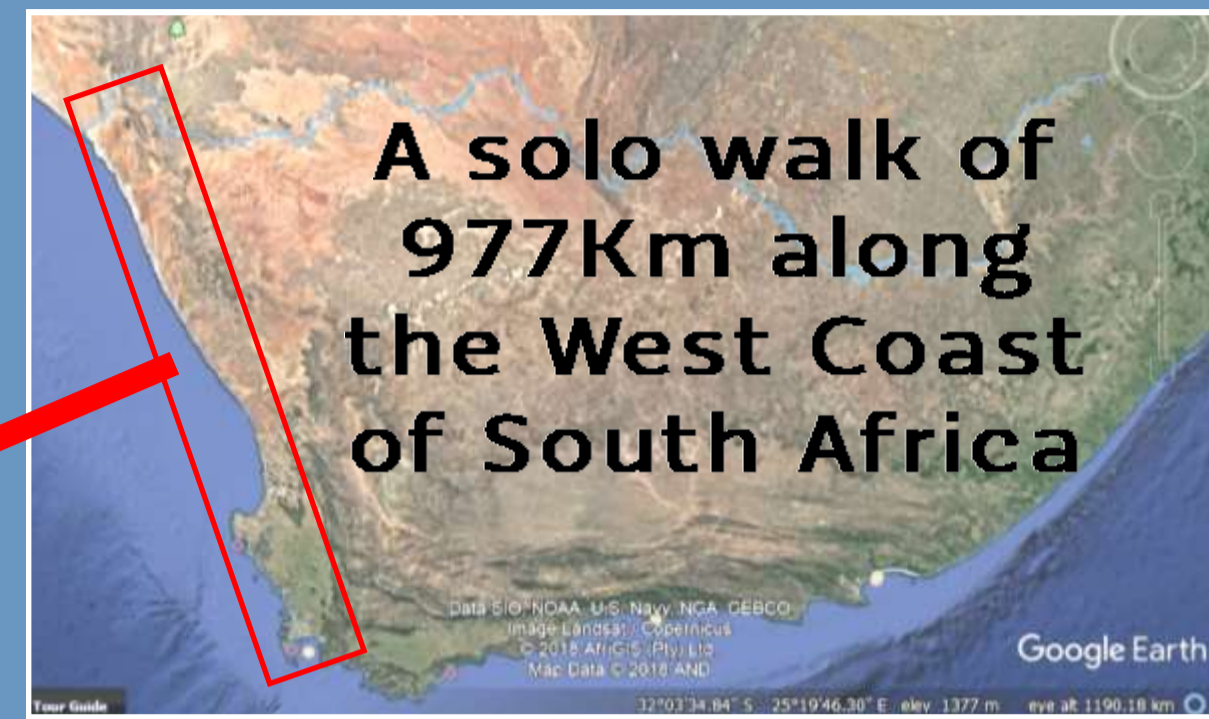 A solo walk of
977Km along
the West Coast
of South Africa
Data SIO, NOAA, U.S. Navy, NGA, GEBCO
Image Landsat / Copernicus
© 2018 AfriGIS (Pty) Ltd.
Map Data © 2018 AND
Google Earth
Tour Guide
32°03'34.84" S 25°19'46.30" E elev 1377 m eye alt 1190.18 km